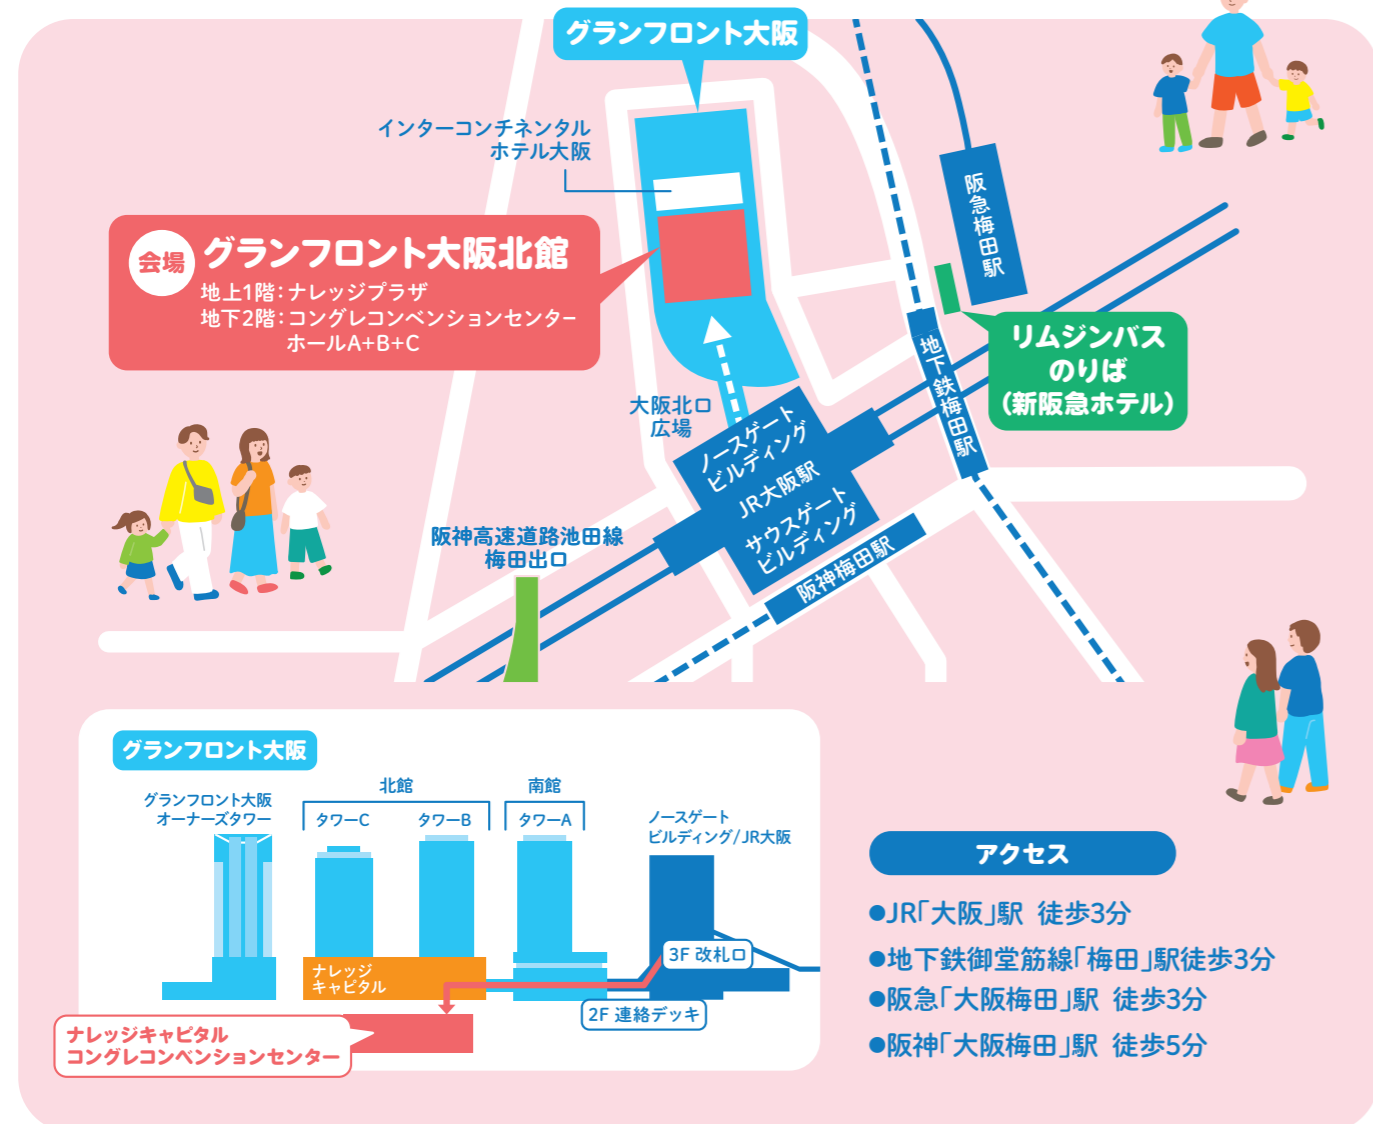 グランフロント大阪
インターコンチネンタル
ホテル大阪
会場
グランフロント大阪北館
地上1階：ナレッジプラザ
地下2階：コングレコンベンションセンター
ホールA+B+C
阪急梅田駅
リムジンバス
のりば
(新阪急ホテル)
地下鉄梅田駅
大阪北口
広場
ノースゲート
ビルディング
JR大阪駅
サウスゲート
ビルディング
阪神梅田駅
阪神高速道路池田線
梅田出口
グランフロント大阪
グランフロント大阪
オーナーズタワー
北館
タワーC
タワーB
南館
タワーA
ノースゲート
ビルディング/JR大阪
ナレッジ
キャピタル
3F 改札口
2F 連絡デッキ
ナレッジキャピタル
コングレコンベンションセンター
アクセス
●JR「大阪」駅 徒歩3分
●地下鉄御堂筋線「梅田」駅徒歩3分
●阪急「大阪梅田」駅 徒歩3分
●阪神「大阪梅田」駅 徒歩5分